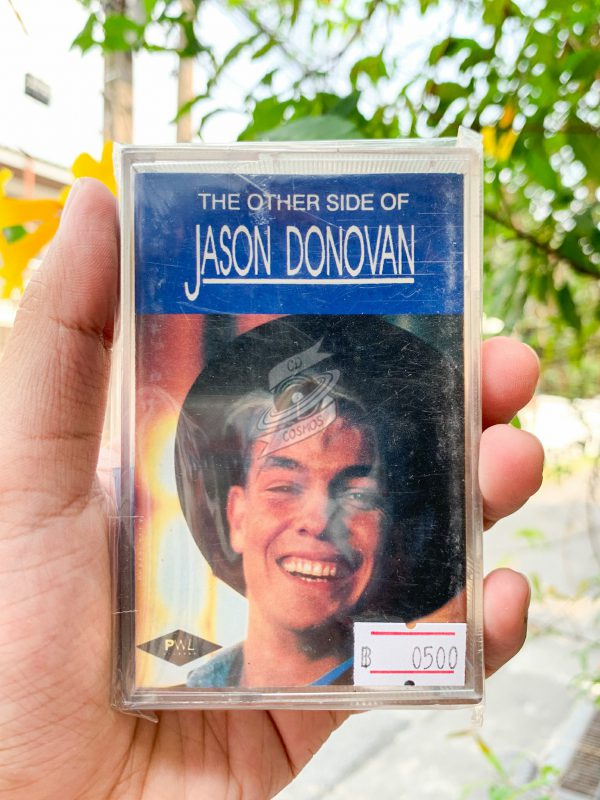 THE OTHER SIDE OF
JASON DONOVAN
CD
COSMOS
PWL
฿ 0500